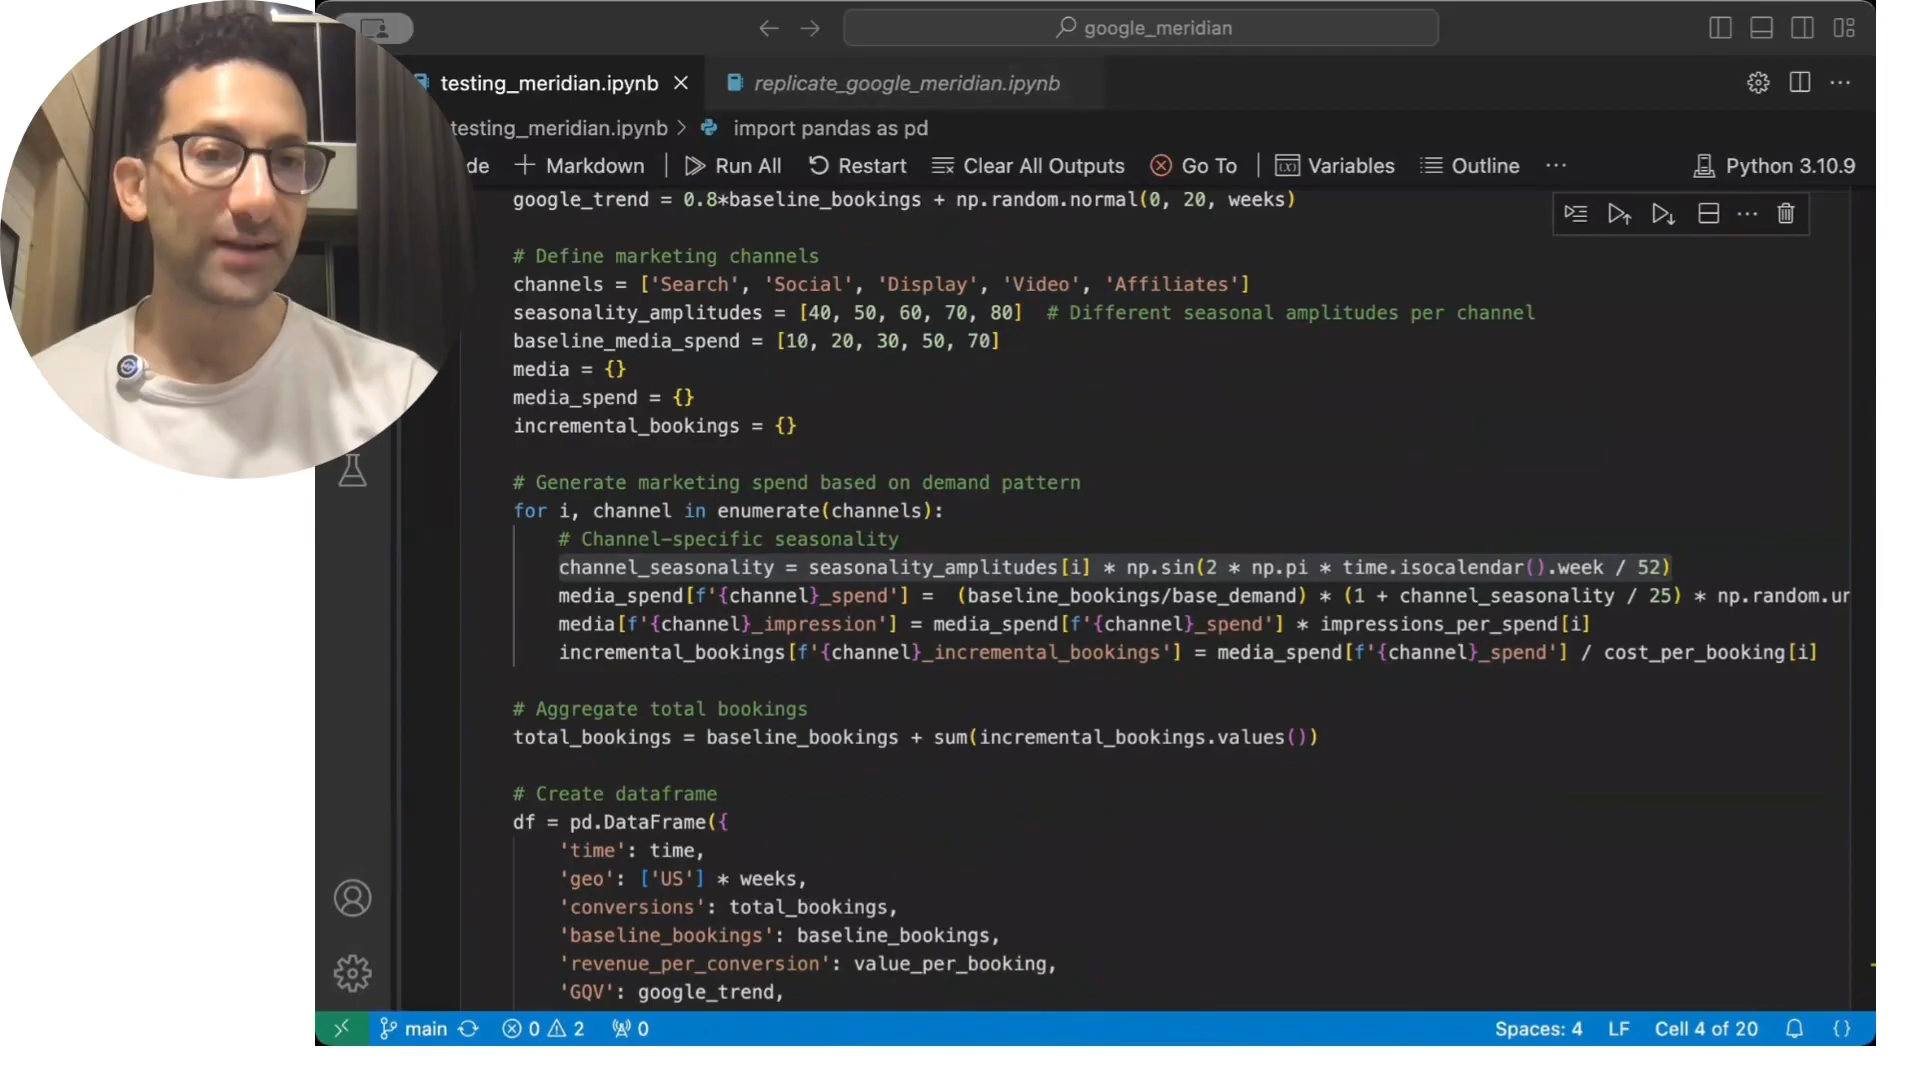 google_meridian
testing_meridian.ipynb
replicate_google_meridian.ipynb
testing_meridian.ipynb > import pandas as pd
de + Markdown Run All Restart Clear All Outputs Go To Variables Outline ... Python 3.10.9
google_trend = 0.8*baseline_bookings + np.random.normal(0, 20, weeks)
# Define marketing channels
channels = ['Search', 'Social', 'Display', 'Video', 'Affiliates']
seasonality_amplitudes = [40, 50, 60, 70, 80]  # Different seasonal amplitudes per channel
baseline_media_spend = [10, 20, 30, 50, 70]
media = {}
media_spend = {}
incremental_bookings = {}
# Generate marketing spend based on demand pattern
for i, channel in enumerate(channels):
# Channel-specific seasonality
channel_seasonality = seasonality_amplitudes[i] * np.sin(2 * np.pi * time.isocalendar().week / 52)
media_spend[f'{channel}_spend'] =  (baseline_bookings/base_demand) * (1 + channel_seasonality / 25) * np.random.un
media[f'{channel}_impression'] = media_spend[f'{channel}_spend'] * impressions_per_spend[i]
incremental_bookings[f'{channel}_incremental_bookings'] = media_spend[f'{channel}_spend'] / cost_per_booking[i]
# Aggregate total bookings
total_bookings = baseline_bookings + sum(incremental_bookings.values())
# Create dataframe
df = pd.DataFrame({
'time': time,
'geo': ['US'] * weeks,
'conversions': total_bookings,
'baseline_bookings': baseline_bookings,
'revenue_per_conversion': value_per_booking,
'GQV': google_trend,
main 0 2 0 Spaces: 4 LF Cell 4 of 20 {}